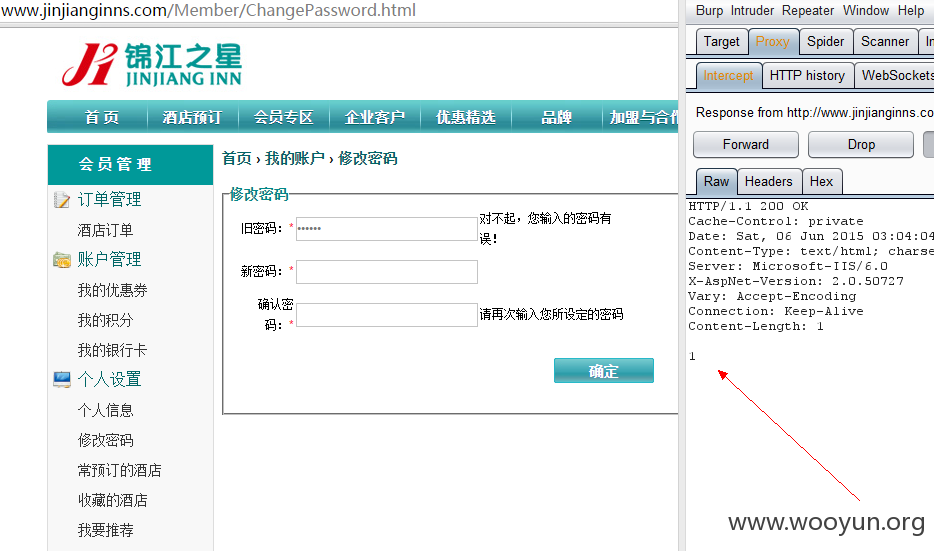 www.jinjianginns.com/Member/ChangePassword.html
锦江之星
JINJIANG INN
首 页 酒店预订 会员专区 企业客户 优惠精选 品牌 加盟与合作
会 员 管 理
订单管理
酒店订单
账户管理
我的优惠券
我的积分
我的银行卡
个人设置
个人信息
修改密码
常预订的酒店
收藏的酒店
我要推荐
首页 › 我的账户 › 修改密码
修改密码
旧密码：* •••••• 对不起，您输入的密码有
误！
新密码：*
确认密
码：* 请再次输入您所设定的密码
确定
Burp Intruder Repeater Window Help
Target Proxy Spider Scanner
Intercept HTTP history WebSockets
Response from http://www.jinjianginns.co
Forward Drop
Raw Headers Hex
HTTP/1.1 200 OK
Cache-Control: private
Date: Sat, 06 Jun 2015 03:04:04
Content-Type: text/html; charse
Server: Microsoft-IIS/6.0
X-AspNet-Version: 2.0.50727
Vary: Accept-Encoding
Connection: Keep-Alive
Content-Length: 1
1
www.wooyun.org